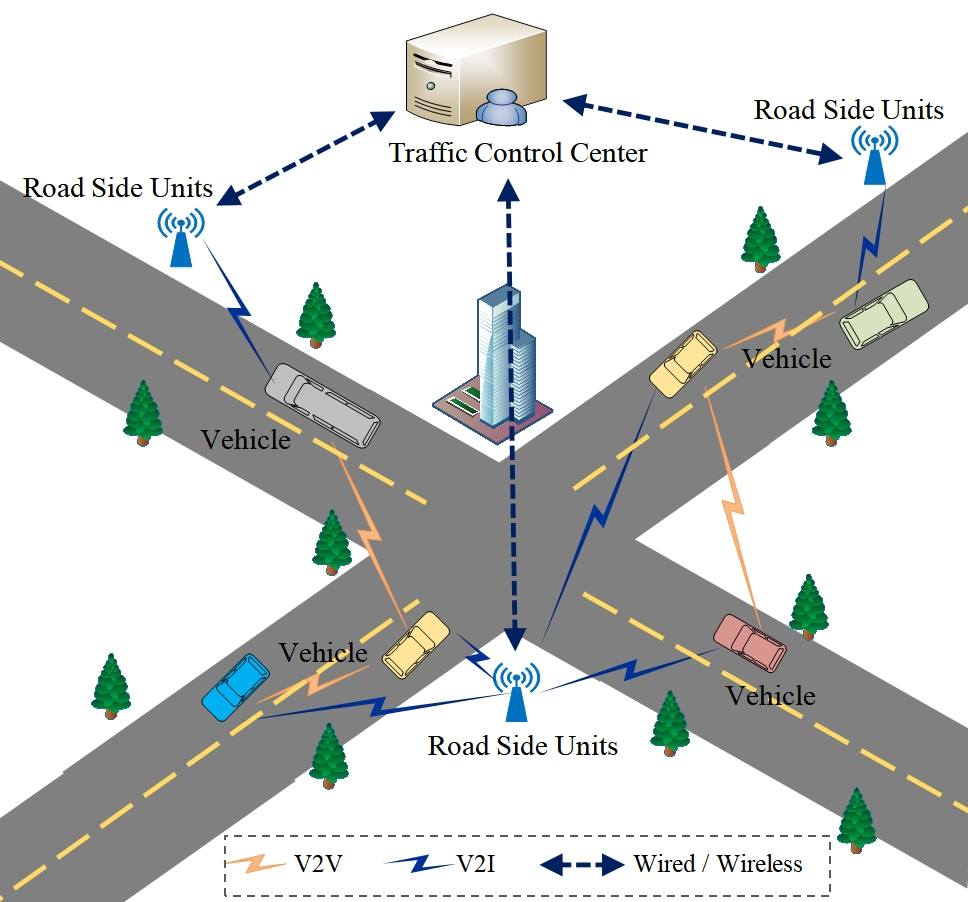 Road Side Units
Traffic Control Center
Road Side Units
Vehicle
Vehicle
Vehicle
Vehicle
Road Side Units
V2V
V2I
Wired / Wireless